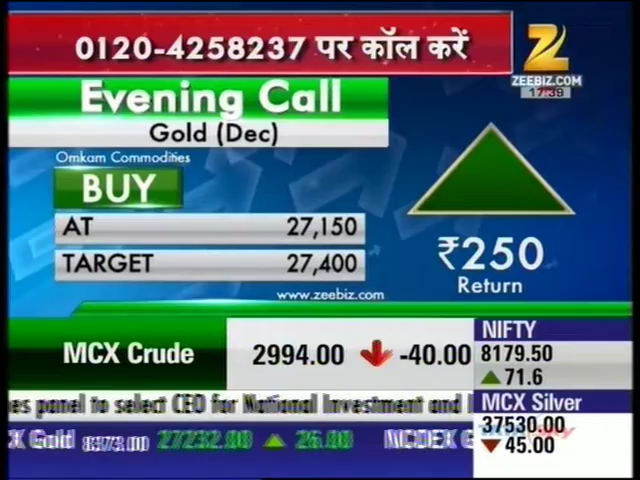 0120-4258237 पर कॉल करें
ZEEBIZ.COM
17:39
Evening Call
Gold (Dec)
Omkam Commodities
BUY
AT 27,150
TARGET 27,400
₹250
Return
www.zeebiz.com
MCX Crude 2994.00 -40.00
NIFTY
8179.50
71.6
MCX Silver
37530.00
45.00
es panel to select CEO for National Investment and I
X Gold 27232.00 26.00 NCDEX G